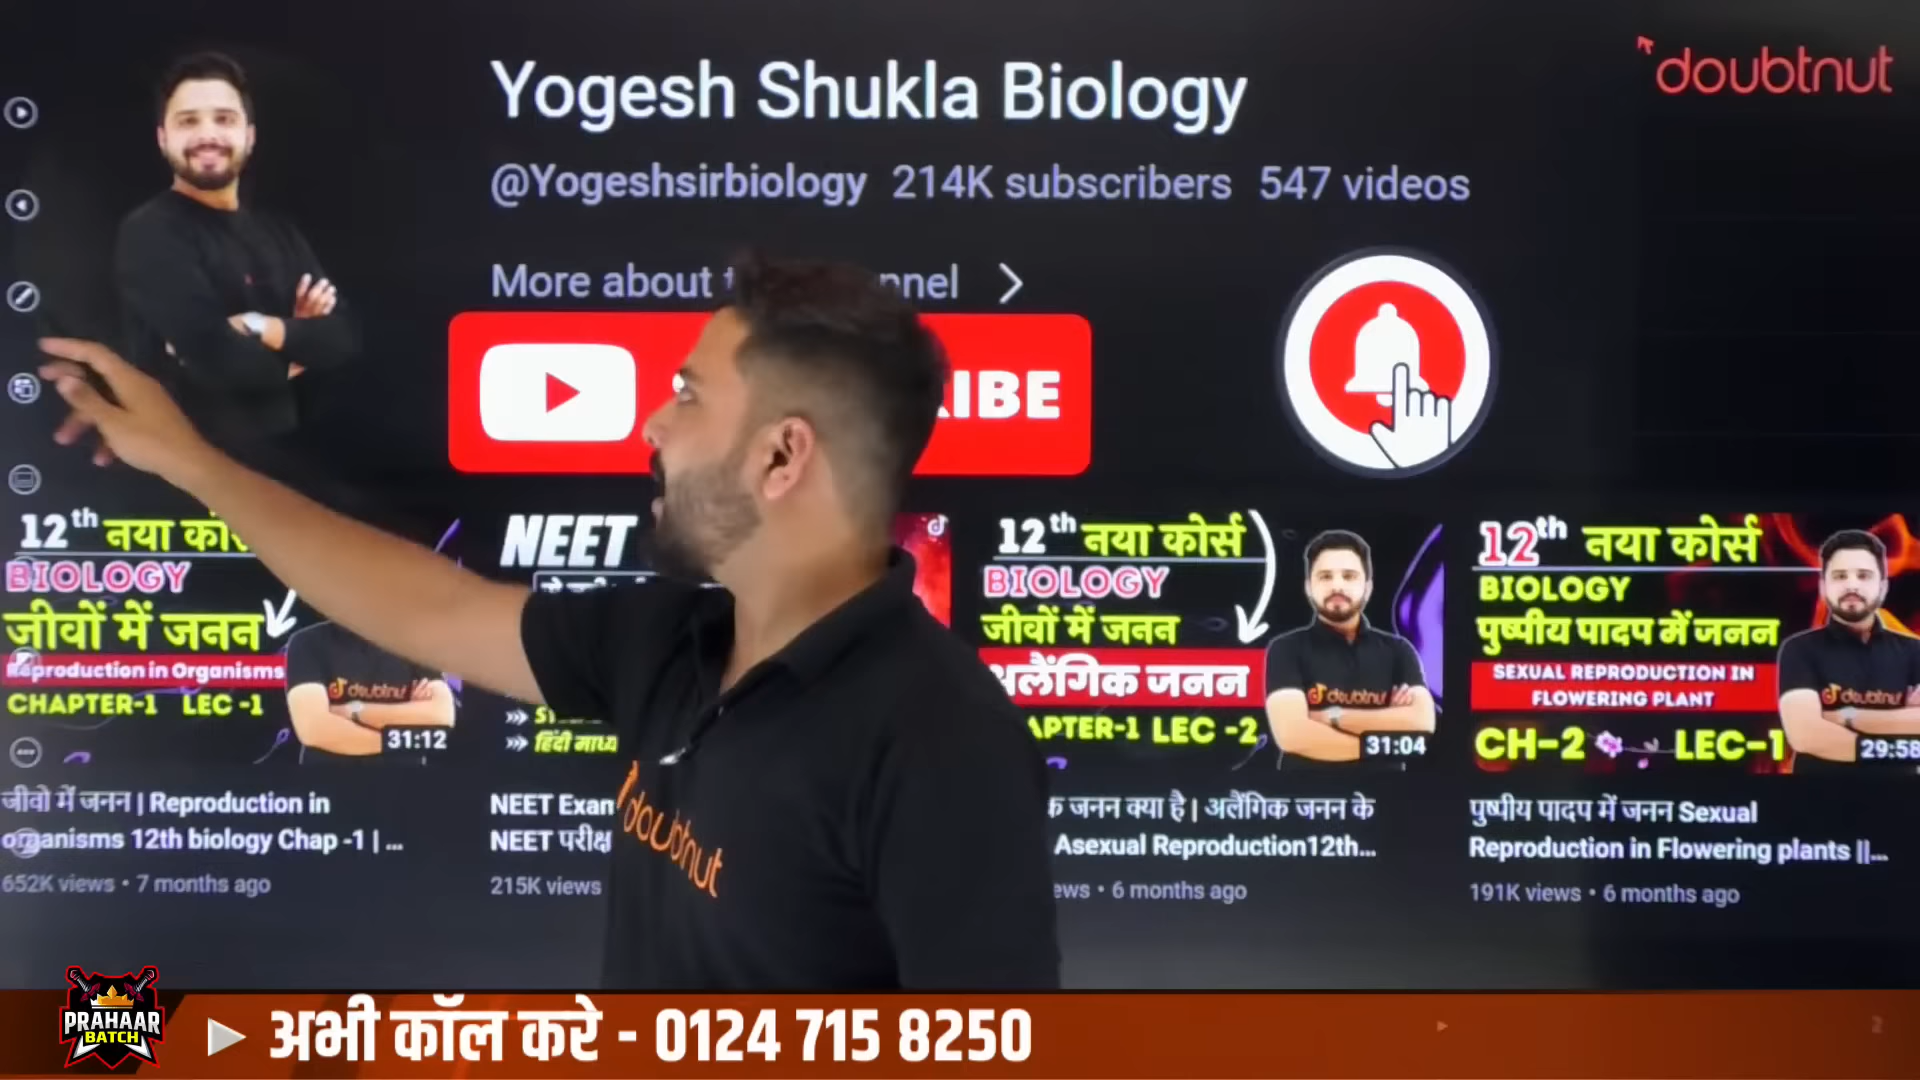 doubtnut
Yogesh Shukla Biology
@Yogeshsirbiology 214K subscribers 547 videos
More about
IBE
12th नया कोर्स
BIOLOGY
जीवों में जनन
Reproduction in Organisms
CHAPTER-1 LEC -1
doubtnut
31:12
जीवो में जनन | Reproduction in
organisms 12th biology Chap -1 | ...
652K views • 7 months ago
NEET
हिंदी माध्य
NEET Exam
NEET परीक्ष
215K views
12th नया कोर्स
BIOLOGY
जीवों में जनन
अलैंगिक जनन
APTER-1 LEC -2
doubtnut
31:04
जनन क्या है | अलैंगिक जनन के
Asexual Reproduction12th...
ews • 6 months ago
12th नया कोर्स
BIOLOGY
पुष्पीय पादप में जनन
SEXUAL REPRODUCTION IN
FLOWERING PLANT
CH-2 LEC-1
doubtnut
29:58
पुष्पीय पादप में जनन Sexual
Reproduction in Flowering plants ||...
191K views • 6 months ago
doubtnut
PRAHAAR
BATCH
अभी कॉल करे - 0124 715 8250